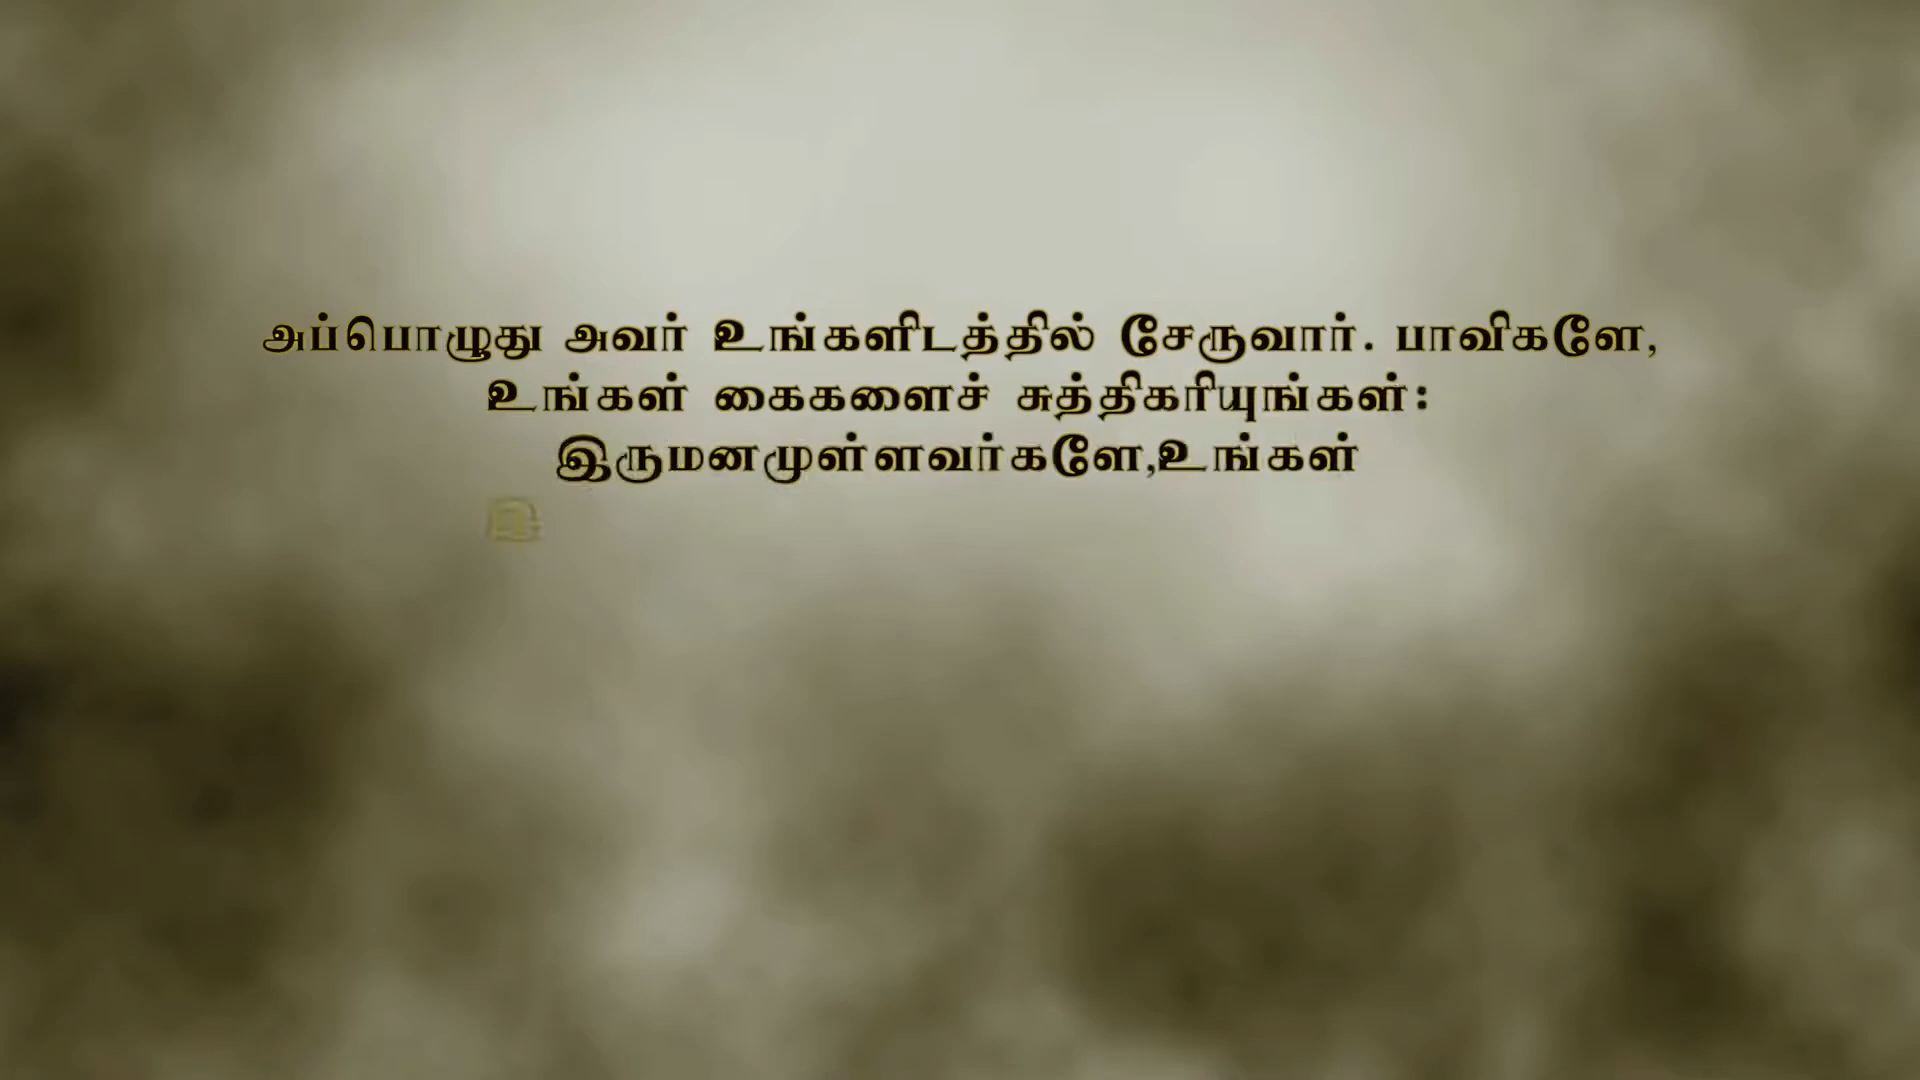 அப்பொழுது அவர் உங்களிடத்தில் சேருவார். பாவிகளே,
உங்கள் கைகளைச் சுத்திகரியுங்கள்:
இருமனமுள்ளவர்களே,உங்கள்